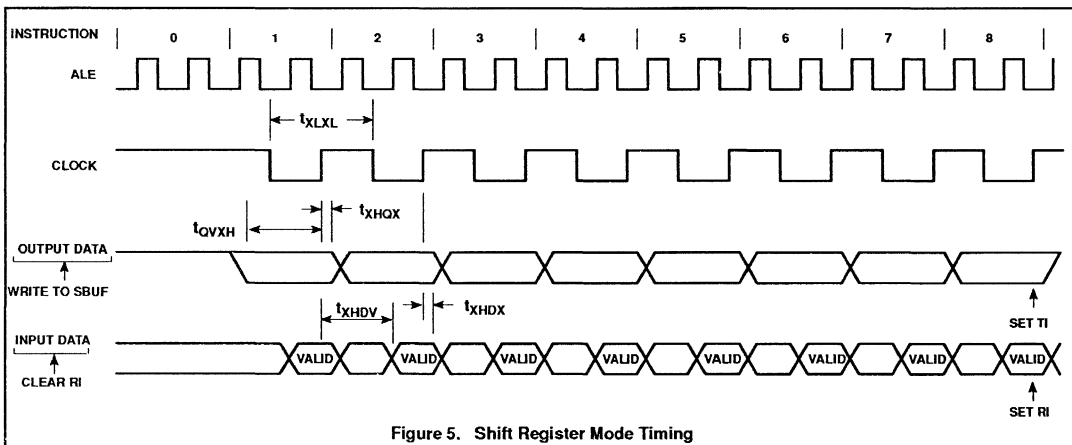 INSTRUCTION 0 1 2 3 4 5 6 7 8
ALE
tXLXL
CLOCK
tQVXH tXHQX
OUTPUT DATA
WRITE TO SBUF
tXHDV tXHDX
SET TI
INPUT DATA
VALID VALID VALID VALID VALID VALID VALID VALID
CLEAR RI
SET RI
Figure 5. Shift Register Mode Timing